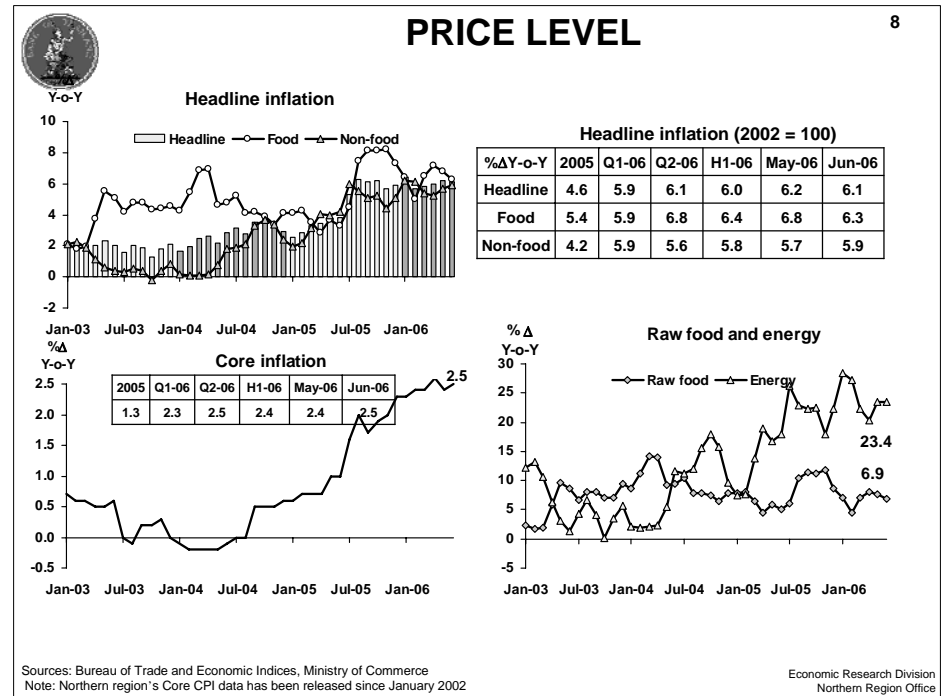 PRICE LEVEL
8
%Δ
Y-o-Y
Headline inflation
Headline Food Non-food
10
8
6
4
2
0
-2
Jan-03 Jul-03 Jan-04 Jul-04 Jan-05 Jul-05 Jan-06
Headline inflation (2002 = 100)
%ΔY-o-Y 2005 Q1-06 Q2-06 H1-06 May-06 Jun-06
Headline 4.6 5.9 6.1 6.0 6.2 6.1
Food 5.4 5.9 6.8 6.4 6.8 6.3
Non-food 4.2 5.9 5.6 5.8 5.7 5.9
%Δ
Y-o-Y
Core inflation
2005 Q1-06 Q2-06 H1-06 May-06 Jun-06
1.3 2.3 2.5 2.4 2.4 2.5
2.5
2.5
2.0
1.5
1.0
0.5
0.0
-0.5
Jan-03 Jul-03 Jan-04 Jul-04 Jan-05 Jul-05 Jan-06
% Δ
Y-o-Y
Raw food and energy
Raw food Energy
30
25
20
15
10
5
0
-5
23.4
6.9
Jan-03 Jul-03 Jan-04 Jul-04 Jan-05 Jul-05 Jan-06
Sources: Bureau of Trade and Economic Indices, Ministry of Commerce
Note: Northern region's Core CPI data has been released since January 2002
Economic Research Division
Northern Region Office